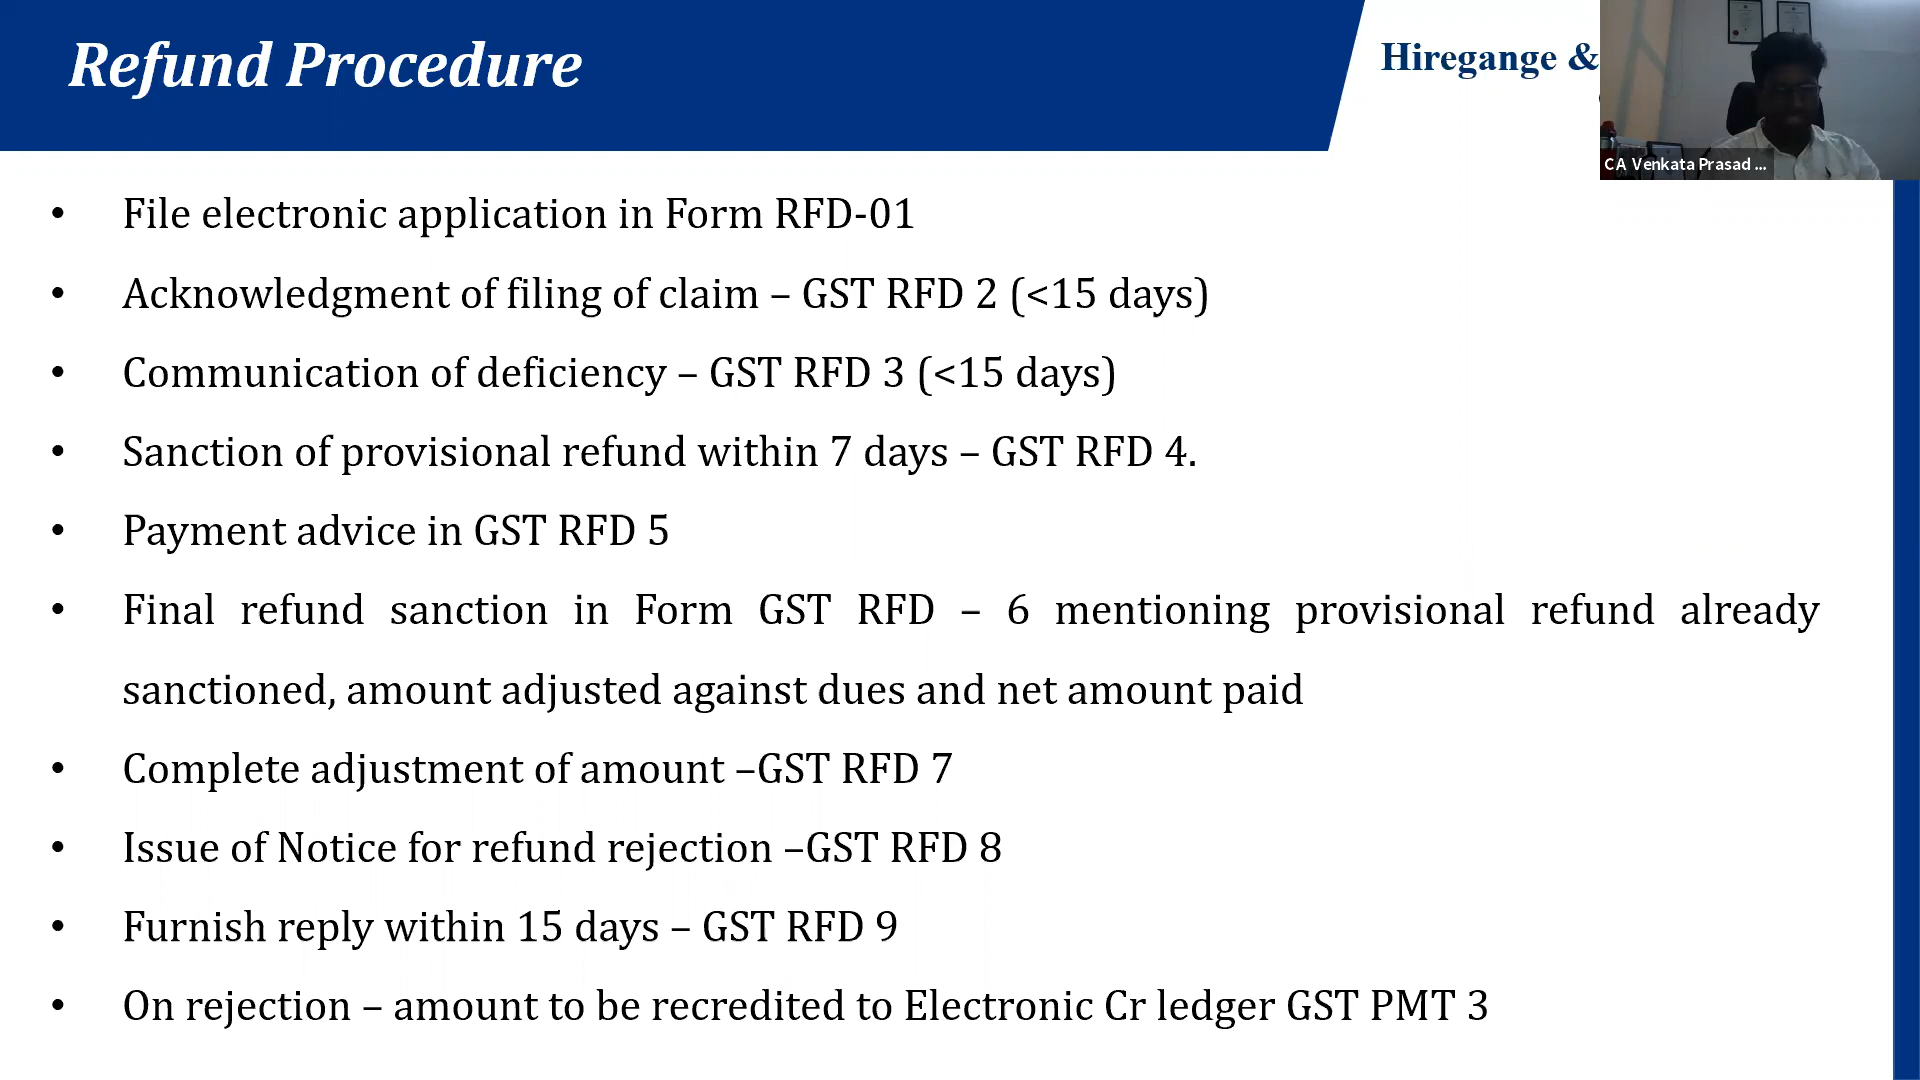 Refund Procedure
Hiregange &
CA Venkata Prasad ...
• File electronic application in Form RFD-01
• Acknowledgment of filing of claim – GST RFD 2 (<15 days)
• Communication of deficiency – GST RFD 3 (<15 days)
• Sanction of provisional refund within 7 days – GST RFD 4.
• Payment advice in GST RFD 5
• Final refund sanction in Form GST RFD – 6 mentioning provisional refund already
sanctioned, amount adjusted against dues and net amount paid
• Complete adjustment of amount –GST RFD 7
• Issue of Notice for refund rejection –GST RFD 8
• Furnish reply within 15 days – GST RFD 9
• On rejection – amount to be recredited to Electronic Cr ledger GST PMT 3